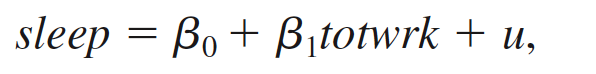 sleep = β₀ + β₁totwrk + u,